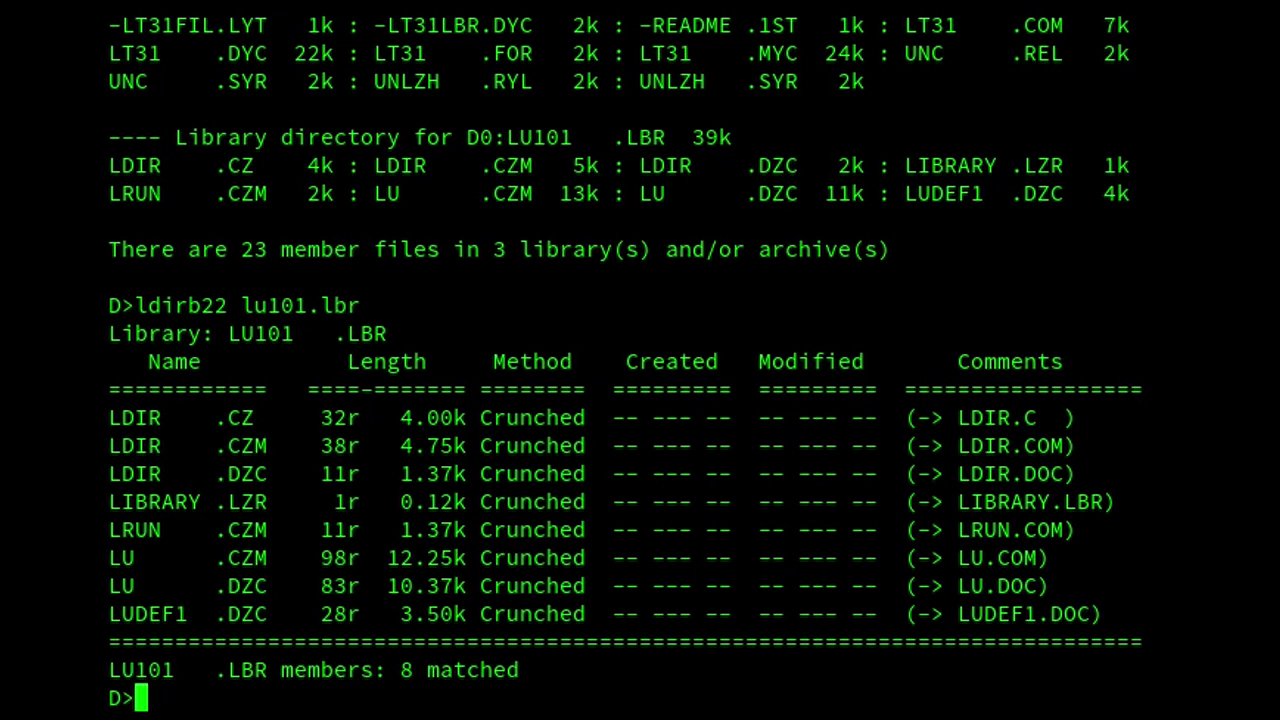 -LT31FIL.LYT   1k : -LT31LBR.DYC   2k : -README .1ST   1k : LT31    .COM   7k
LT31    .DYC  22k : LT31    .FOR   2k : LT31    .MYC  24k : UNC     .REL   2k
UNC     .SYR   2k : UNLZH   .RYL   2k : UNLZH   .SYR   2k
---- Library directory for D0:LU101   .LBR  39k
LDIR    .CZ    4k : LDIR    .CZM   5k : LDIR    .DZC   2k : LIBRARY .LZR   1k
LRUN    .CZM   2k : LU      .CZM  13k : LU      .DZC  11k : LUDEF1  .DZC   4k
There are 23 member files in 3 library(s) and/or archive(s)
D>ldirb22 lu101.lbr
Library: LU101   .LBR
   Name           Length     Method    Created   Modified       Comments
============   ====-======= ========  =========  =========  ==================
LDIR    .CZ     32r   4.00k Crunched  -- --- --  -- --- --  (-> LDIR.C  )
LDIR    .CZM    38r   4.75k Crunched  -- --- --  -- --- --  (-> LDIR.COM)
LDIR    .DZC    11r   1.37k Crunched  -- --- --  -- --- --  (-> LDIR.DOC)
LIBRARY .LZR     1r   0.12k Crunched  -- --- --  -- --- --  (-> LIBRARY.LBR)
LRUN    .CZM    11r   1.37k Crunched  -- --- --  -- --- --  (-> LRUN.COM)
LU      .CZM    98r  12.25k Crunched  -- --- --  -- --- --  (-> LU.COM)
LU      .DZC    83r  10.37k Crunched  -- --- --  -- --- --  (-> LU.DOC)
LUDEF1  .DZC    28r   3.50k Crunched  -- --- --  -- --- --  (-> LUDEF1.DOC)
==============================================================================
LU101   .LBR members: 8 matched
D>